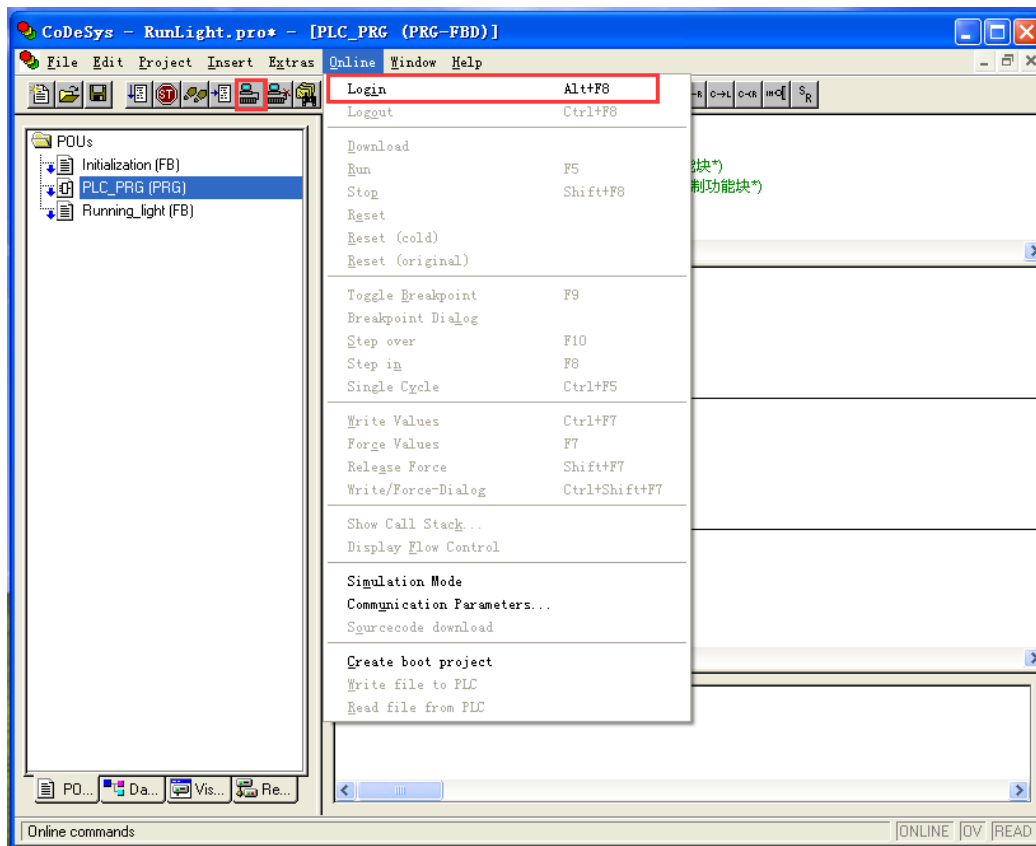 CoDeSys - RunLight.pro* - [PLC_PRG (PRG-FBD)]
File Edit Project Insert Extras Online Window Help
Login Alt+F8
Logout Ctrl+F8
Download
Run F5
Stop Shift+F8
Reset
Reset (cold)
Reset (original)
Toggle Breakpoint F9
Breakpoint Dialog
Step over F10
Step in F8
Single Cycle Ctrl+F5
Write Values Ctrl+F7
Force Values F7
Release Force Shift+F7
Write/Force-Dialog Ctrl+Shift+F7
Show Call Stack...
Display Flow Control
Simulation Mode
Communication Parameters...
Sourcecode download
Create boot project
Write file to PLC
Read file from PLC
POUs
Initialization (FB)
PLC_PRG (PRG)
Running_light (FB)
块*)
制功能块*)
PO... Da... Vis... Re...
Online commands
ONLINE OV READ